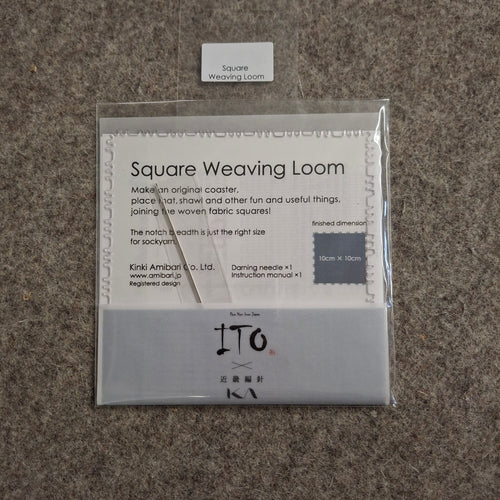 Square
Weaving Loom
Square Weaving Loom
Make an original coaster,
place mat, shawl and other fun and useful things,
joining the woven fabric squares!
The notch breadth is just the right size
for sockyarn.
finished dimension
10cm × 10cm
Kinki Amibari Co. Ltd.
www.amibari.jp
Registered design
Darning needle ×1
Instruction manual ×1
ITO
×
近畿編針
KA